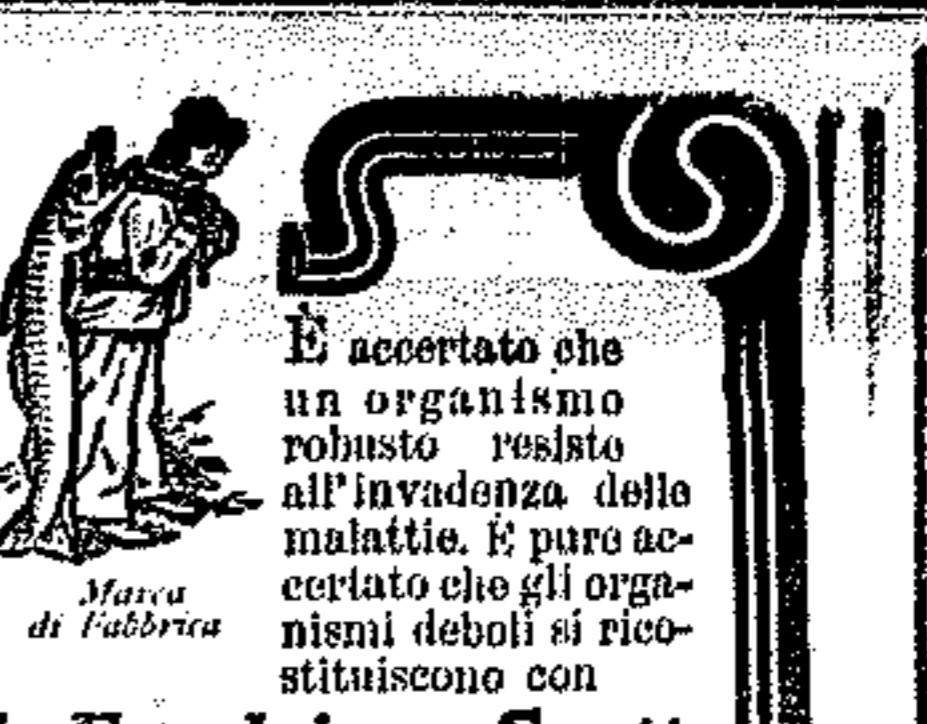 È accertato che
un organismo
robusto resiste
all'invadenza delle
malattie. È pure ac-
certato che gli orga-
nismi deboli si rico-
stituiscono con
Marca
di Fabbrica